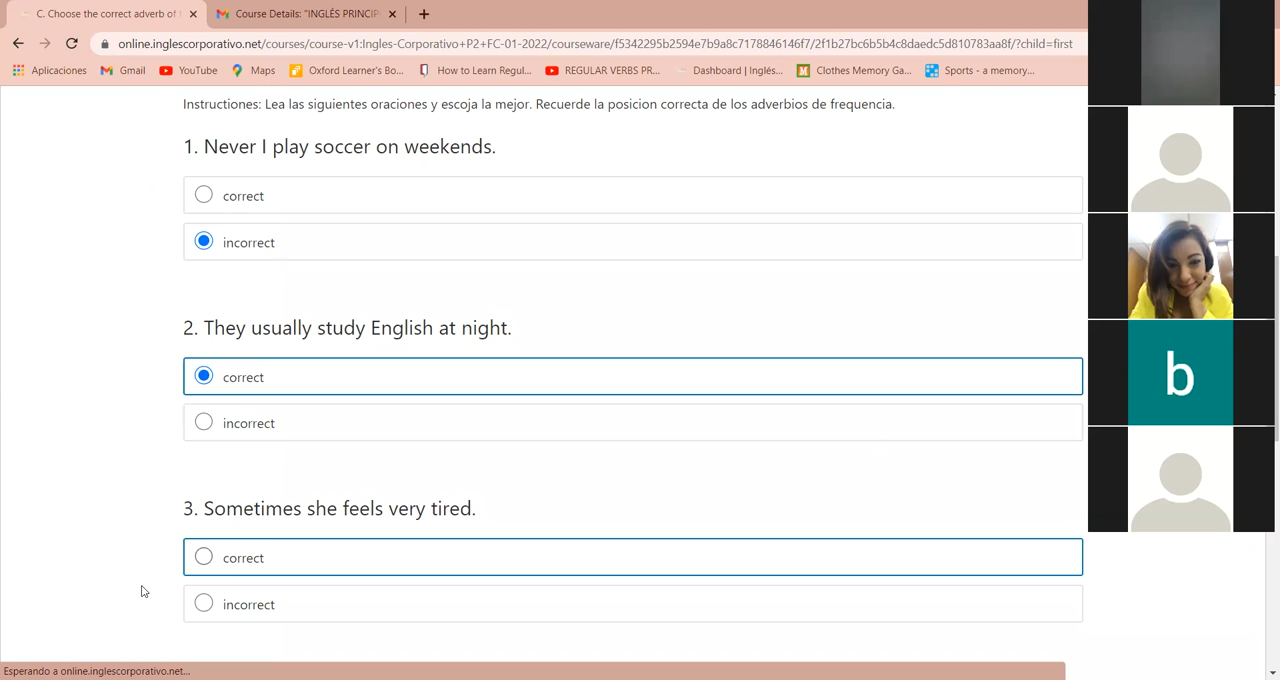 C. Choose the correct adverb of
Course Details: "INGLÉS PRINCIP
online.inglescorporativo.net/courses/course-v1:Ingles-Corporativo+P2+FC-01-2022/courseware/f5342295b2594e7b9a8c7178846146f7/2f1b27bc6b5b4c8daedc5d810783aa8f/?child=first
Aplicaciones Gmail YouTube Maps Oxford Learner's Bo... How to Learn Regul... REGULAR VERBS PR... Dashboard | Inglés... Clothes Memory Ga... Sports - a memory...
Instructiones: Lea las siguientes oraciones y escoja la mejor. Recuerde la posicion correcta de los adverbios de frequencia.
1. Never I play soccer on weekends.
correct
incorrect
2. They usually study English at night.
correct
incorrect
3. Sometimes she feels very tired.
correct
incorrect
b
Esperando a online.inglescorporativo.net...